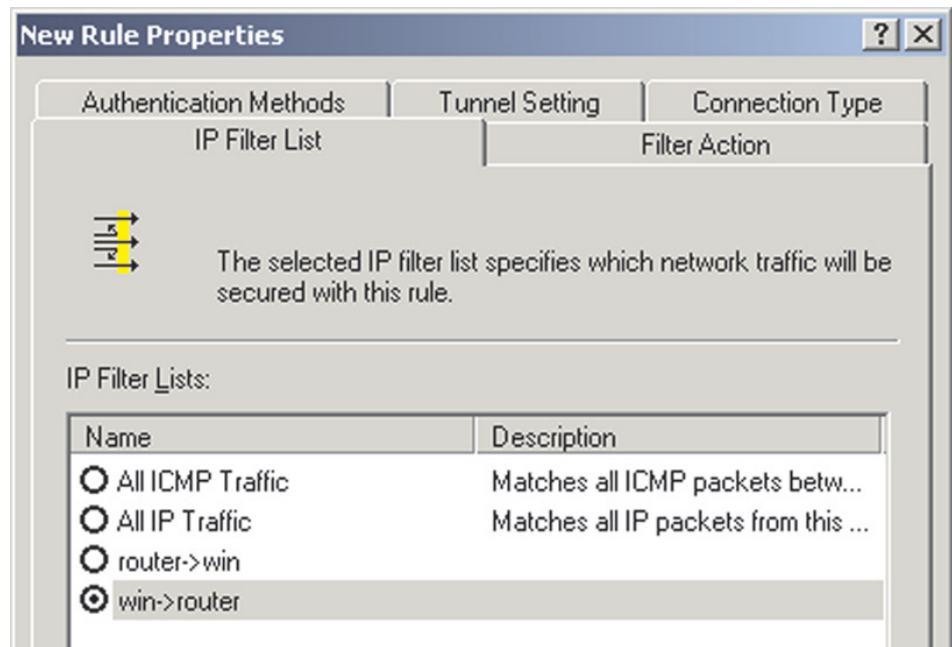 New Rule Properties
Authentication Methods Tunnel Setting Connection Type
IP Filter List Filter Action
The selected IP filter list specifies which network traffic will be
secured with this rule.
IP Filter Lists:
Name Description
All ICMP Traffic Matches all ICMP packets betw...
All IP Traffic Matches all IP packets from this ...
router->win
win->router